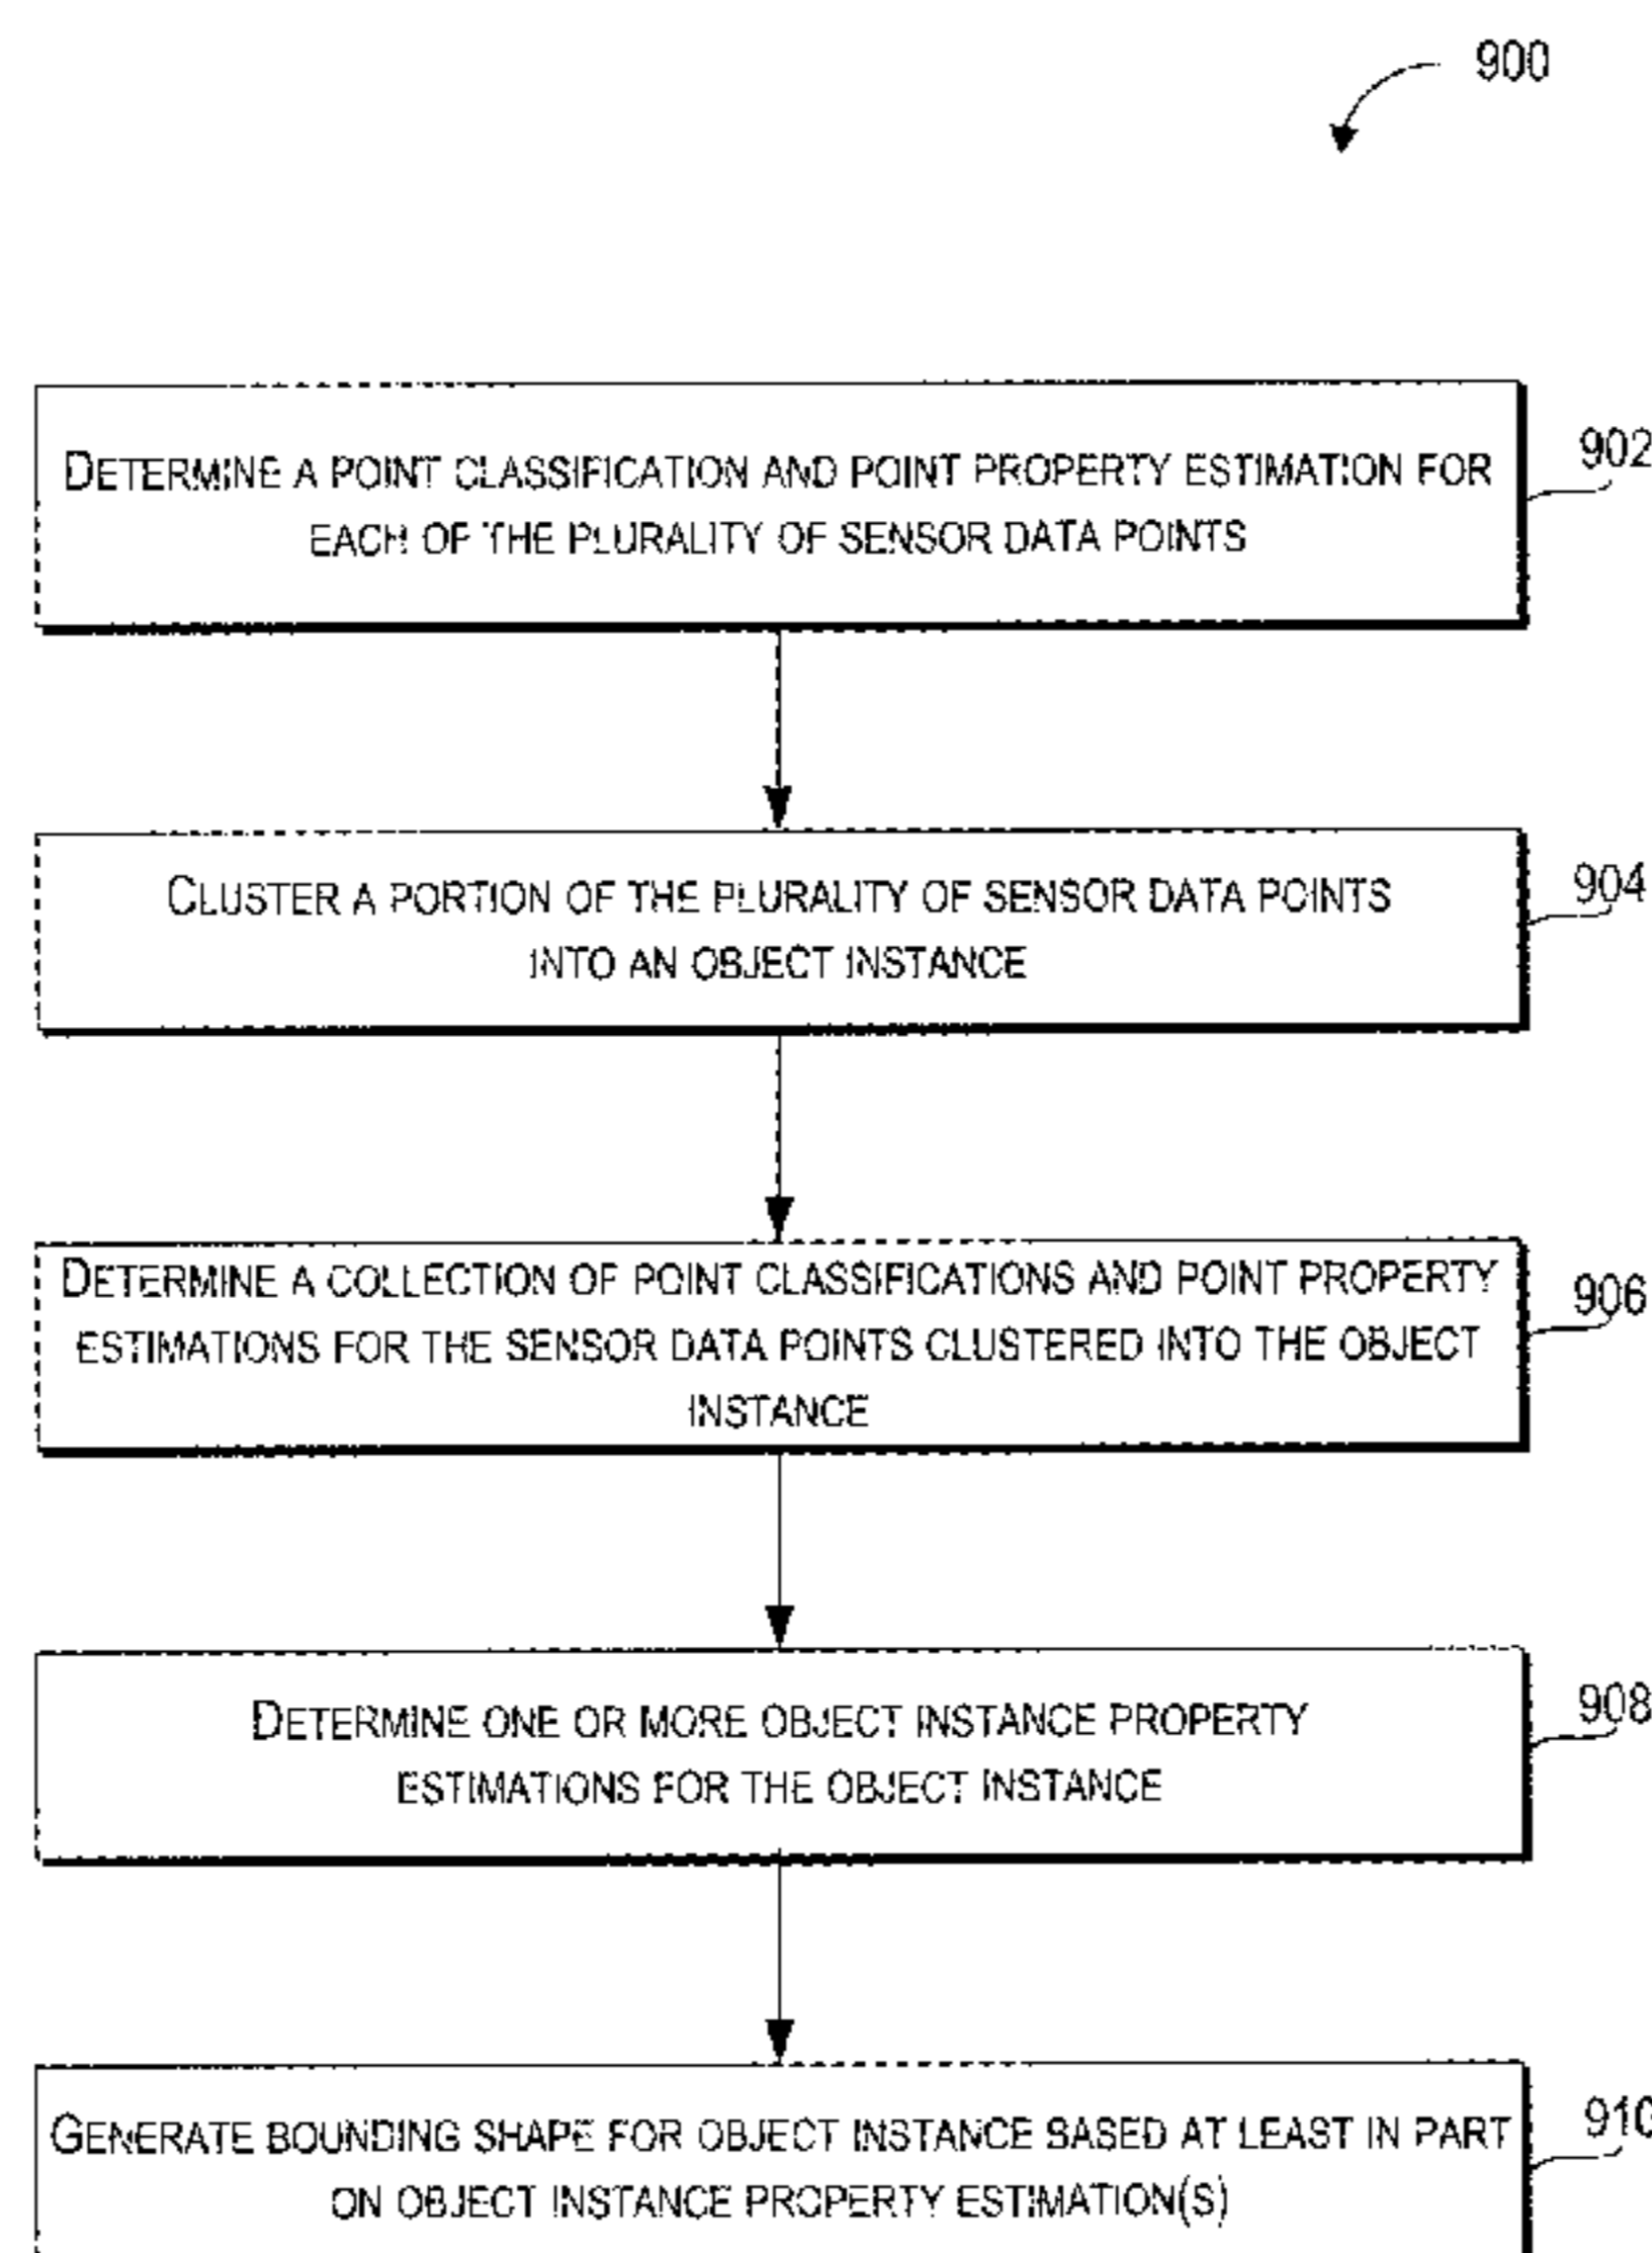 900
DETERMINE A POINT CLASSIFICATION AND POINT PROPERTY ESTIMATION FOR
EACH OF THE PLURALITY OF SENSOR DATA POINTS
902
CLUSTER A PORTION OF THE PLURALITY OF SENSOR DATA POINTS
INTO AN OBJECT INSTANCE
904
DETERMINE A COLLECTION OF POINT CLASSIFICATIONS AND POINT PROPERTY
ESTIMATIONS FOR THE SENSOR DATA POINTS CLUSTERED INTO THE OBJECT
INSTANCE
906
DETERMINE ONE OR MORE OBJECT INSTANCE PROPERTY
ESTIMATIONS FOR THE OBJECT INSTANCE
908
GENERATE BOUNDING SHAPE FOR OBJECT INSTANCE BASED AT LEAST IN PART
ON OBJECT INSTANCE PROPERTY ESTIMATION(S)
910